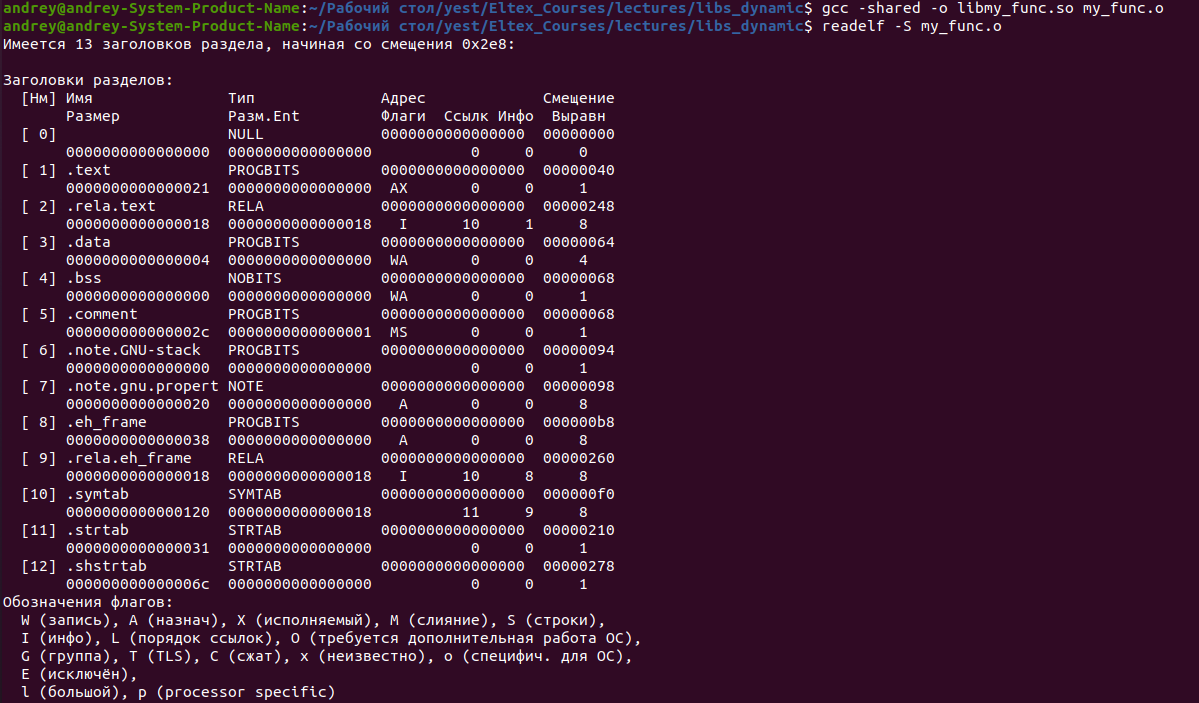 andrey@andrey-System-Product-Name:~/Рабочий стол/yest/Eltex_Courses/lectures/libs_dynamic$ gcc -shared -o libmy_func.so my_func.o
andrey@andrey-System-Product-Name:~/Рабочий стол/yest/Eltex_Courses/lectures/libs_dynamic$ readelf -S my_func.o
Имеется 13 заголовков раздела, начиная со смещения 0x2e8:

Заголовки разделов:
  [Нм] Имя               Тип              Адрес             Смещение
       Размер            Разм.Ent         Флаги  Ссылк Инфо  Выравн
  [ 0]                   NULL             0000000000000000  00000000
       0000000000000000  0000000000000000           0     0     0
  [ 1] .text             PROGBITS         0000000000000000  00000040
       0000000000000021  0000000000000000  AX       0     0     1
  [ 2] .rela.text        RELA             0000000000000000  00000248
       0000000000000018  0000000000000018   I      10     1     8
  [ 3] .data             PROGBITS         0000000000000000  00000064
       0000000000000004  0000000000000000  WA       0     0     4
  [ 4] .bss              NOBITS           0000000000000000  00000068
       0000000000000000  0000000000000000  WA       0     0     1
  [ 5] .comment          PROGBITS         0000000000000000  00000068
       000000000000002c  0000000000000001  MS       0     0     1
  [ 6] .note.GNU-stack   PROGBITS         0000000000000000  00000094
       0000000000000000  0000000000000000           0     0     1
  [ 7] .note.gnu.propert NOTE             0000000000000000  00000098
       0000000000000020  0000000000000000   A       0     0     8
  [ 8] .eh_frame         PROGBITS         0000000000000000  000000b8
       0000000000000038  0000000000000000   A       0     0     8
  [ 9] .rela.eh_frame    RELA             0000000000000000  00000260
       0000000000000018  0000000000000018   I      10     8     8
  [10] .symtab           SYMTAB           0000000000000000  000000f0
       0000000000000120  0000000000000018          11     9     8
  [11] .strtab           STRTAB           0000000000000000  00000210
       0000000000000031  0000000000000000           0     0     1
  [12] .shstrtab         STRTAB           0000000000000000  00000278
       000000000000006c  0000000000000000           0     0     1
Обозначения флагов:
  W (запись), A (назнач), X (исполняемый), M (слияние), S (строки),
  I (инфо), L (порядок ссылок), O (требуется дополнительная работа ОС),
  G (группа), T (TLS), C (сжат), x (неизвестно), o (специфич. для ОС),
  E (исключён),
  l (большой), p (processor specific)